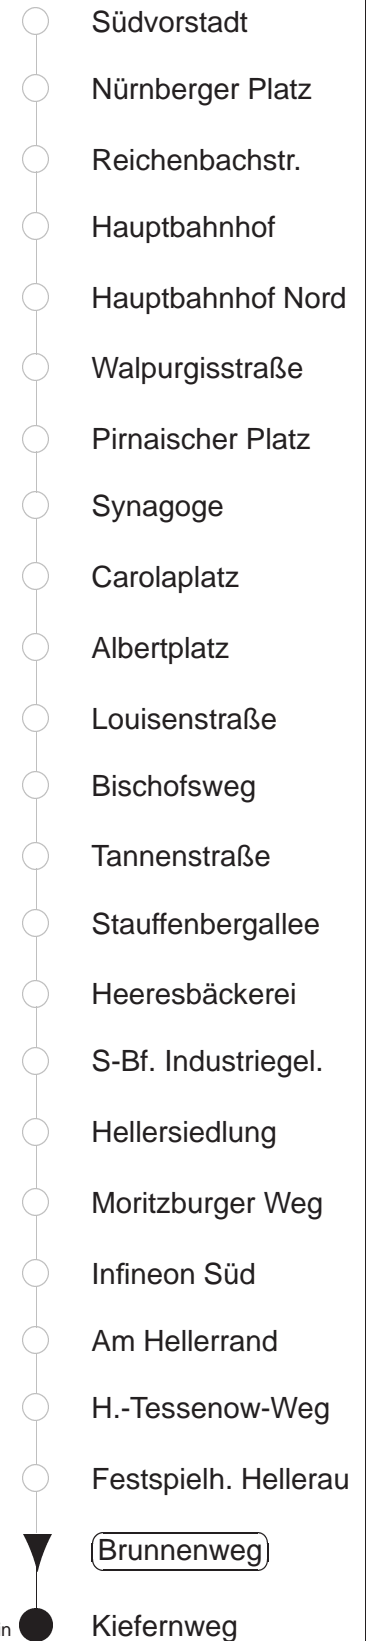 Südvorstadt
Nürnberger Platz
Reichenbachstr.
Hauptbahnhof
Hauptbahnhof Nord
Walpurgisstraße
Pirnaischer Platz
Synagoge
Carolaplatz
Albertplatz
Louisenstraße
Bischofsweg
Tannenstraße
Stauffenbergallee
Heeresbäckerei
S-Bf. Industriegel.
Hellersiedlung
Moritzburger Weg
Infineon Süd
Am Hellerrand
H.-Tessenow-Weg
Festspielh. Hellerau
Brunnenweg
Kiefernweg